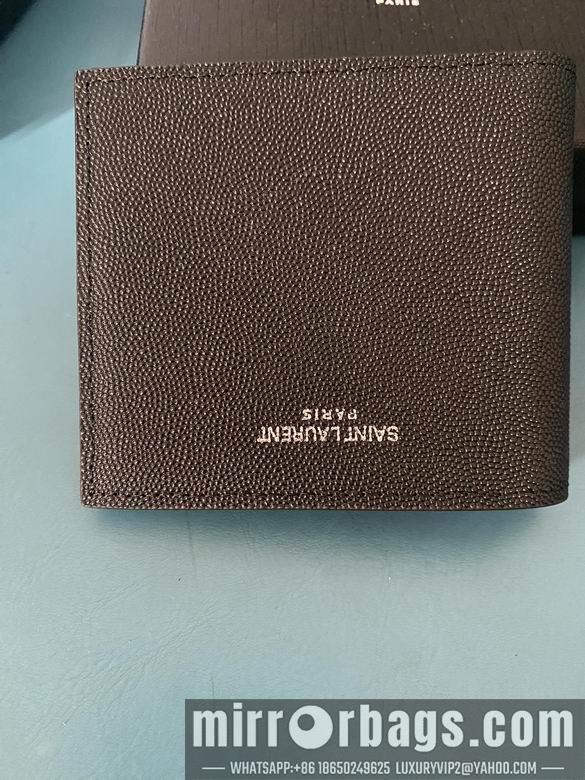 PARIS
SAINT LAURENT
PARIS
mirrorbags.com
WHATSAPP:+86 18650249625 LUXURYVIP2@YAHOO.COM